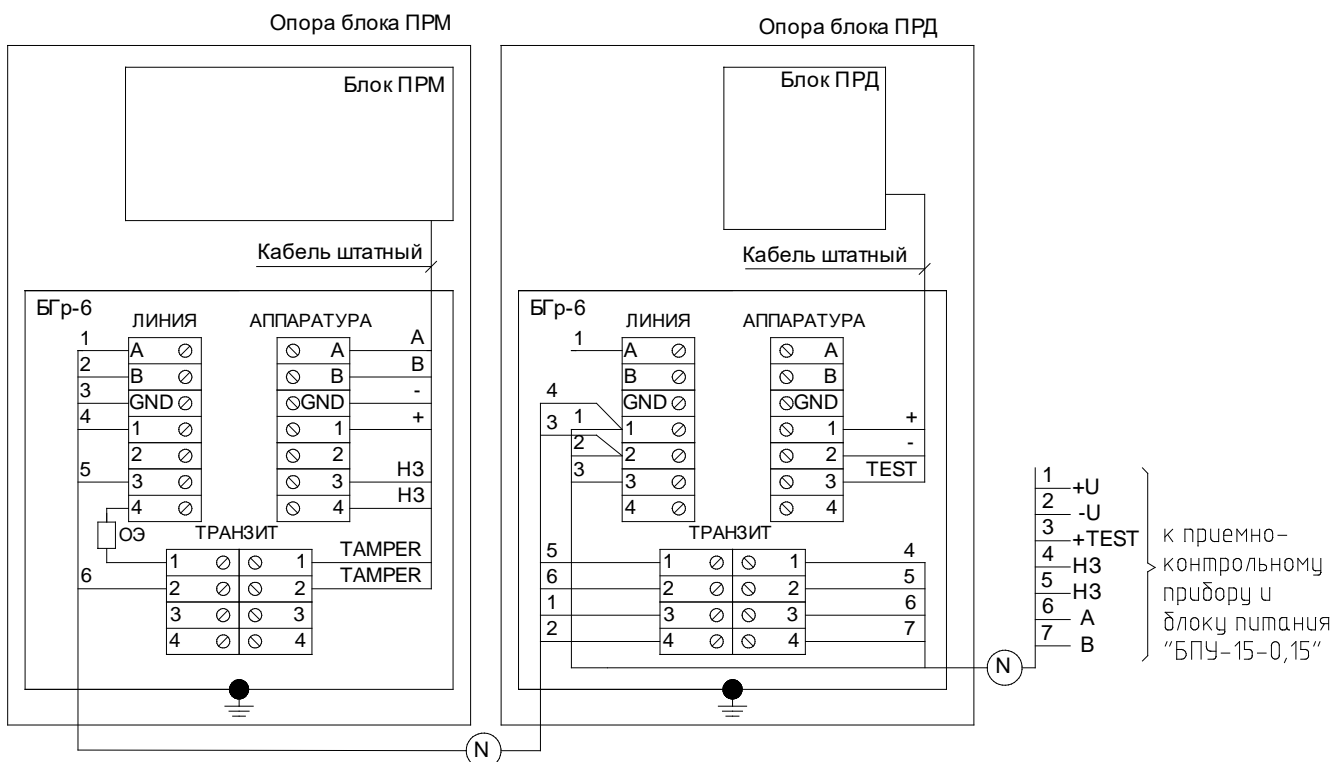 Опора блока ПРМ
Блок ПРМ
Кабель штатный
БГр-6
ЛИНИЯ
АППАРАТУРА
1 A A A
2 B B B
3 GND GND -
4 1 1 +
2 2
5 3 3 НЗ
4 4 НЗ
ОЭ
ТРАНЗИТ
1 1 TAMPER
6 2 2 TAMPER
3 3
4 4
Опора блока ПРД
Блок ПРД
Кабель штатный
БГр-6
ЛИНИЯ
АППАРАТУРА
1 A A
B B
4 GND GND
3 1 1 1 +
2 2 2 -
3 3 3 TEST
4 4
ТРАНЗИТ
5 1 1 4
6 2 2 5
1 3 3 6
2 4 4 7
N
N
1 +U
2 -U
3 +TEST
4 НЗ
5 НЗ
6 A
7 B
к приемно-
контрольному
прибору и
блоку питания
"БПУ-15-0,15"